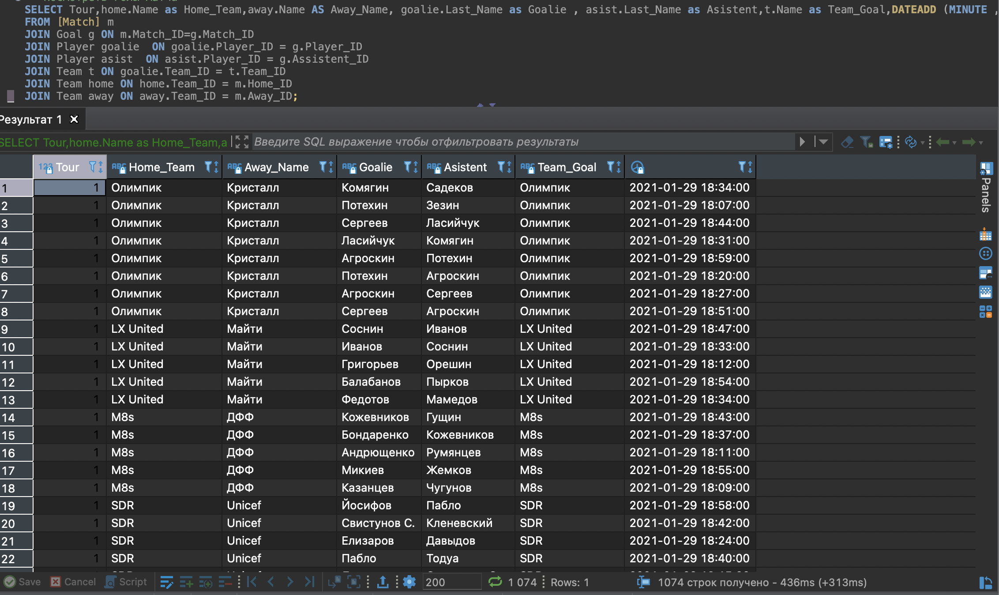 SELECT Tour,home.Name as Home_Team,away.Name AS Away_Name, goalie.Last_Name as Goalie , asist.Last_Name as Asistent,t.Name as Team_Goal,DATEADD (MINUTE ,
FROM [Match] m
JOIN Goal g ON m.Match_ID=g.Match_ID
JOIN Player goalie  ON goalie.Player_ID = g.Player_ID
JOIN Player asist  ON asist.Player_ID = g.Assistent_ID
JOIN Team t ON goalie.Team_ID = t.Team_ID
JOIN Team home ON home.Team_ID = m.Home_ID
JOIN Team away ON away.Team_ID = m.Away_ID;
Результат 1
SELECT Tour,home.Name as Home_Team,a Введите SQL выражение чтобы отфильтровать результаты
123 Tour ABC Home_Team ABC Away_Name ABC Goalie ABC Asistent ABC Team_Goal
1 1 Олимпик Кристалл Комягин Садеков Олимпик 2021-01-29 18:34:00
2 1 Олимпик Кристалл Потехин Зезин Олимпик 2021-01-29 18:07:00
3 1 Олимпик Кристалл Сергеев Ласийчук Олимпик 2021-01-29 18:44:00
4 1 Олимпик Кристалл Ласийчук Комягин Олимпик 2021-01-29 18:31:00
5 1 Олимпик Кристалл Агроскин Потехин Олимпик 2021-01-29 18:59:00
6 1 Олимпик Кристалл Потехин Агроскин Олимпик 2021-01-29 18:20:00
7 1 Олимпик Кристалл Агроскин Сергеев Олимпик 2021-01-29 18:27:00
8 1 Олимпик Кристалл Сергеев Агроскин Олимпик 2021-01-29 18:51:00
9 1 LX United Майти Соснин Иванов LX United 2021-01-29 18:47:00
10 1 LX United Майти Иванов Соснин LX United 2021-01-29 18:33:00
11 1 LX United Майти Григорьев Орешин LX United 2021-01-29 18:12:00
12 1 LX United Майти Балабанов Пырков LX United 2021-01-29 18:54:00
13 1 LX United Майти Федотов Мамедов LX United 2021-01-29 18:34:00
14 1 M8s ДФФ Кожевников Гущин M8s 2021-01-29 18:43:00
15 1 M8s ДФФ Бондаренко Кожевников M8s 2021-01-29 18:37:00
16 1 M8s ДФФ Андрющенко Румянцев M8s 2021-01-29 18:11:00
17 1 M8s ДФФ Микиев Жемков M8s 2021-01-29 18:55:00
18 1 M8s ДФФ Казанцев Чугунов M8s 2021-01-29 18:09:00
19 1 SDR Unicef Йосифов Пабло SDR 2021-01-29 18:58:00
20 1 SDR Unicef Свистунов С. Кленевский SDR 2021-01-29 18:42:00
21 1 SDR Unicef Елизаров Давыдов SDR 2021-01-29 18:24:00
22 1 SDR Unicef Пабло Тодуа SDR 2021-01-29 18:40:00
Panels
Save Cancel Script 200 1 074 Rows: 1 1074 строк получено - 436ms (+313ms)